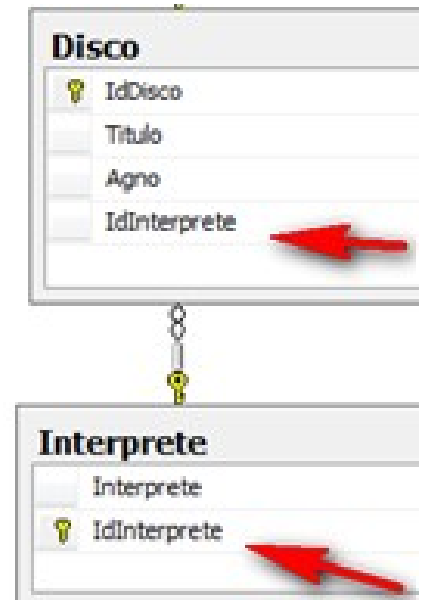 Disco
IdDisco
Titulo
Agno
IdInterprete
Interprete
Interprete
IdInterprete